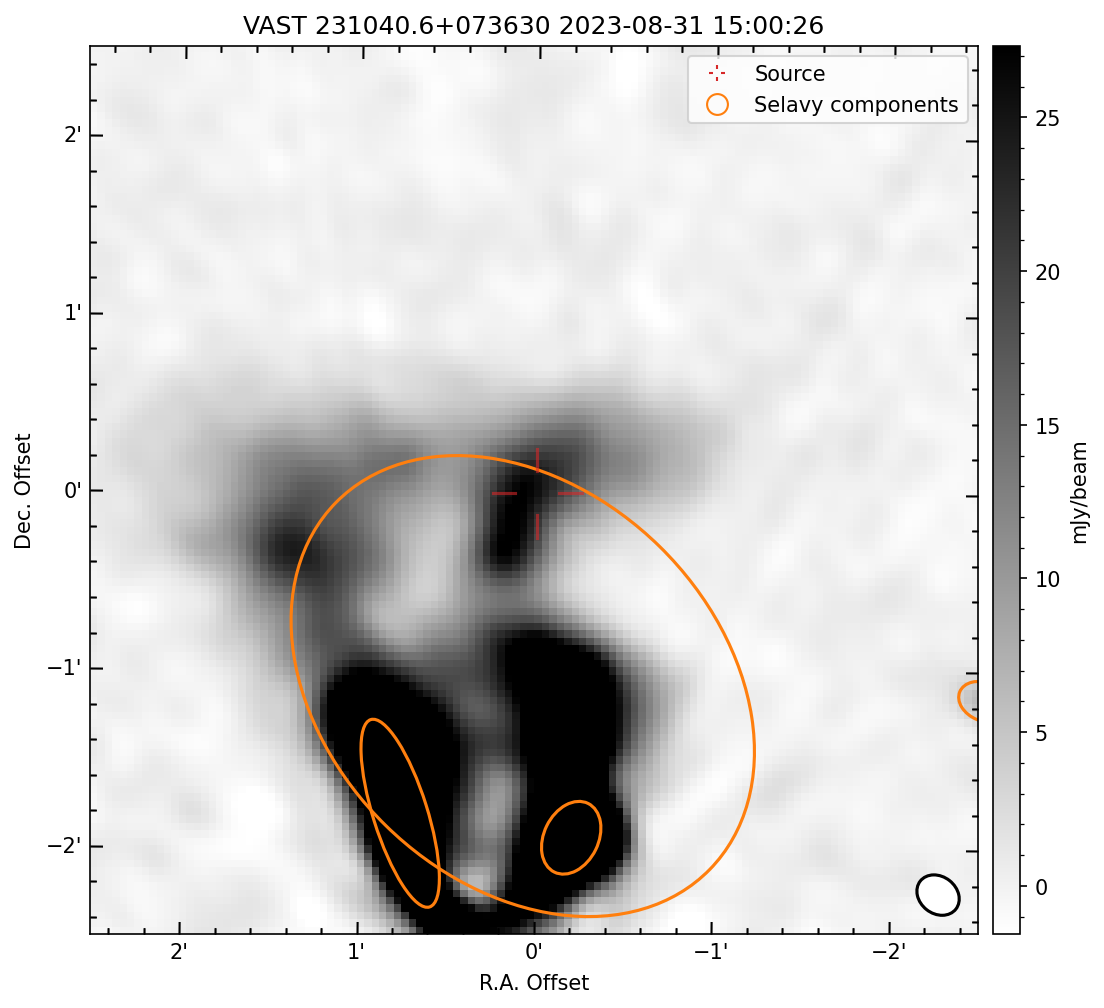 VAST 231040.6+073630 2023-08-31 15:00:26
Source
Selavy components
2'
1'
0'
−1'
−2'
Dec. Offset
2'
1'
0'
−1'
−2'
R.A. Offset
25
20
15
10
5
0
mJy/beam